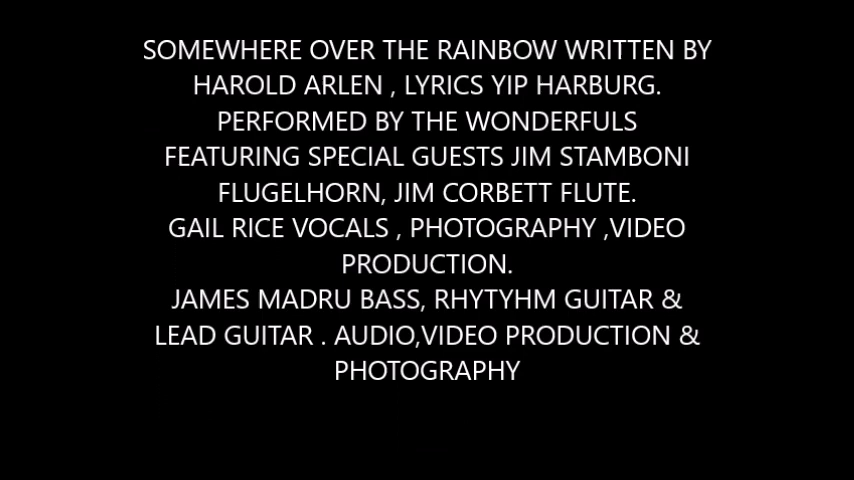 SOMEWHERE OVER THE RAINBOW WRITTEN BY
HAROLD ARLEN , LYRICS YIP HARBURG.
PERFORMED BY THE WONDERFULS
FEATURING SPECIAL GUESTS JIM STAMBONI
FLUGELHORN, JIM CORBETT FLUTE.
GAIL RICE VOCALS , PHOTOGRAPHY ,VIDEO
PRODUCTION.
JAMES MADRU BASS, RHYTYHM GUITAR &
LEAD GUITAR . AUDIO,VIDEO PRODUCTION &
PHOTOGRAPHY